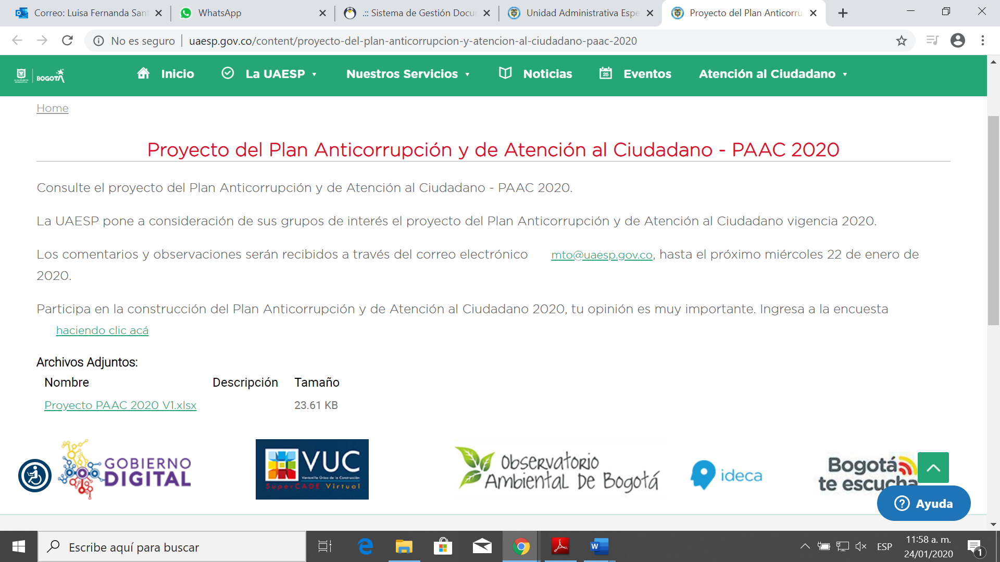 Correo: Luisa Fernanda San
WhatsApp
.:: Sistema de Gestión Docu
Unidad Administrativa Espe
Proyecto del Plan Anticorru
No es seguro
uaesp.gov.co/content/proyecto-del-plan-anticorrupcion-y-atencion-al-ciudadano-paac-2020
BOGOTÁ
Inicio
La UAESP
Nuestros Servicios
25
Noticias
Eventos
Atención al Ciudadano
Home
Proyecto del Plan Anticorrupción y de Atención al Ciudadano - PAAC 2020
Consulte el proyecto del Plan Anticorrupción y de Atención al Ciudadano - PAAC 2020.
La UAESP pone a consideración de sus grupos de interés el proyecto del Plan Anticorrupción y de Atención al Ciudadano vigencia 2020.
Los comentarios y observaciones serán recibidos a través del correo electrónico mto@uaesp.gov.co, hasta el próximo miércoles 22 de enero de
2020.
Participa en la construcción del Plan Anticorrupción y de Atención al Ciudadano 2020, tu opinión es muy importante. Ingresa a la encuesta
haciendo clic acá
Archivos Adjuntos:
Nombre Descripción Tamaño
Proyecto PAAC 2020 V1.xlsx 23.61 KB
GOBIERNO
DIGITAL
VUC
Ventanilla Única de la Construcción
SuperCADE Virtual
Observatorio
Ambiental De Bogotá
ideca
Bogotá
te escucha
Ayuda
Escribe aquí para buscar
ESP
11:58 a. m.
24/01/2020
1